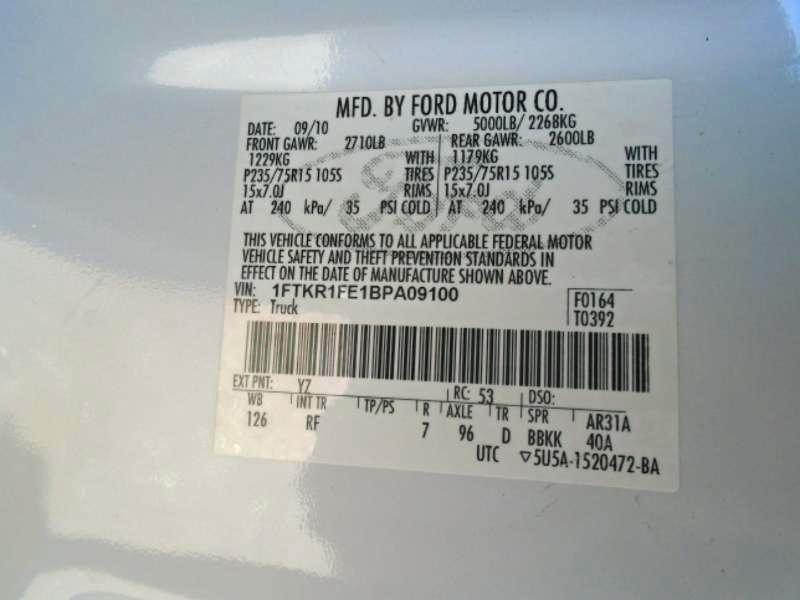 MFD. BY FORD MOTOR CO.
DATE: 09/10 GVWR: 5000LB/ 2268KG
FRONT GAWR: 2710LB REAR GAWR: 2600LB
1229KG WITH 1179KG WITH
P235/75R15 105S TIRES P235/75R15 105S TIRES
15x7.0J RIMS 15x7.0J RIMS
AT 240 kPa/ 35 PSI COLD AT 240 kPa/ 35 PSI COLD
Ford
THIS VEHICLE CONFORMS TO ALL APPLICABLE FEDERAL MOTOR
VEHICLE SAFETY AND THEFT PREVENTION STANDARDS IN
EFFECT ON THE DATE OF MANUFACTURE SHOWN ABOVE.
VIN: 1FTKR1FE1BPA09100 F0164
TYPE: Truck T0392
EXT PNT: YZ RC: 53 DSO:
WB INT TR TP/PS R AXLE TR SPR AR31A
126 RF 7 96 D BBKK 40A
UTC ▽5U5A-1520472-BA